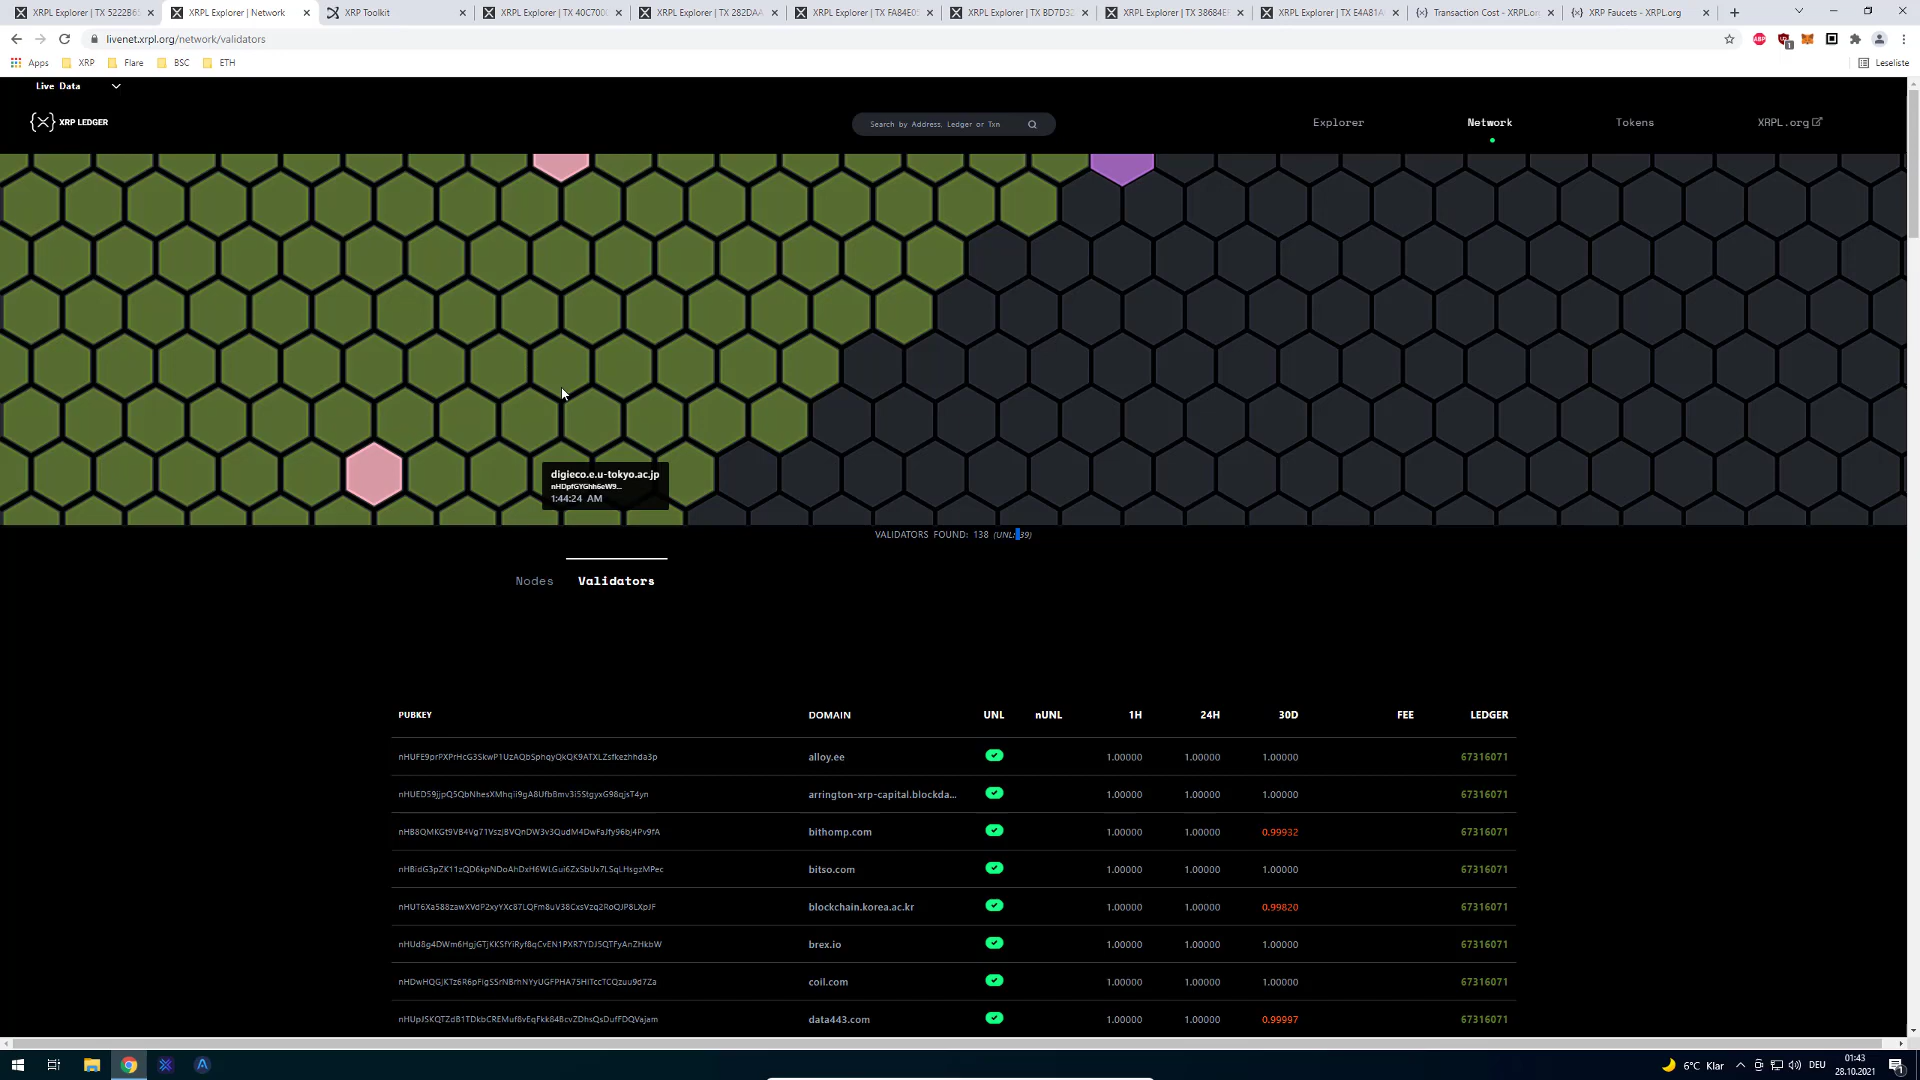 XRPL Explorer | TX 5222B6
XRPL Explorer | Network
XRP Toolkit
XRPL Explorer | TX 40C700
XRPL Explorer | TX 282DAA
XRPL Explorer | TX FA84E05
XRPL Explorer | TX BD7D32
XRPL Explorer | TX 38684E
XRPL Explorer | TX E4A81A
Transaction Cost - XRPL.or
XRP Faucets - XRPL.org
livenet.xrpl.org/network/validators
Apps XRP Flare BSC ETH Leseliste
Live Data
XRP LEDGER
Search by Address, Ledger or Txn
Explorer Network Tokens XRPL.org
digieco.e.u-tokyo.ac.jp
nHDpfGYGhh6eW9...
1:44:24 AM
VALIDATORS FOUND: 138 (UNL: 39)
Nodes Validators
PUBKEY DOMAIN UNL nUNL 1H 24H 30D FEE LEDGER
alloy.ee 1.00000 1.00000 1.00000 67316071
arrington-xrp-capital.blockda... 1.00000 1.00000 1.00000 67316071
bithomp.com 1.00000 1.00000 0.99932 67316071
bitso.com 1.00000 1.00000 1.00000 67316071
blockchain.korea.ac.kr 1.00000 1.00000 0.99820 67316071
brex.io 1.00000 1.00000 1.00000 67316071
coil.com 1.00000 1.00000 1.00000 67316071
data443.com 1.00000 1.00000 0.99997 67316071
6°C Klar DEU 01:43
28.10.2021